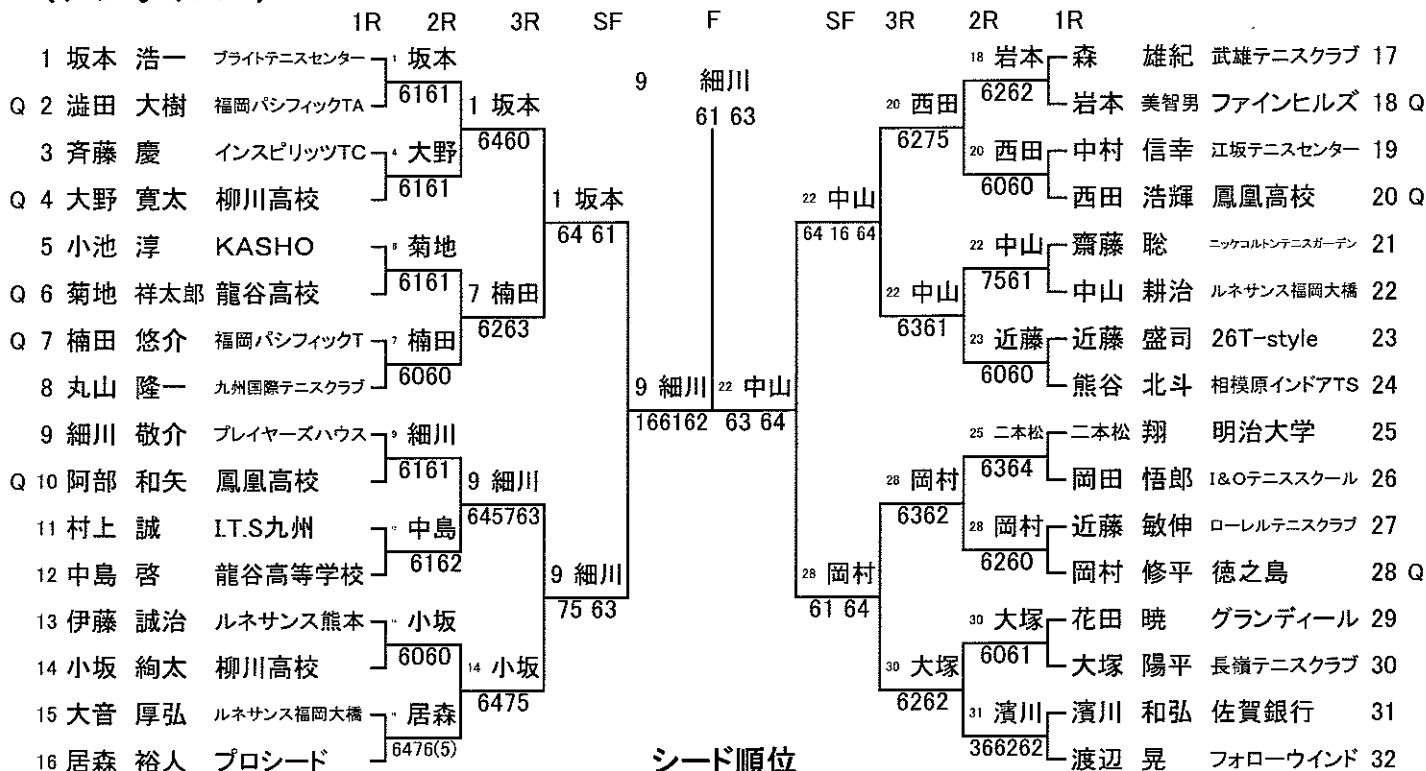 1R 2R 3R SF F SF 3R 2R 1R
1 坂本 浩一 ブライトテニスセンター
Q 2 澁田 大樹 福岡パシフィックTA
3 斉藤 慶 インスピリッツTC
Q 4 大野 寛太 柳川高校
5 小池 淳 KASHO
Q 6 菊地 祥太郎 龍谷高校
Q 7 楠田 悠介 福岡パシフィックT
8 丸山 隆一 九州国際テニスクラブ
9 細川 敬介 プレイヤーズハウス
Q 10 阿部 和矢 鳳凰高校
11 村上 誠 I.T.S九州
12 中島 啓 龍谷高等学校
13 伊藤 誠治 ルネサンス熊本
14 小坂 絢太 柳川高校
15 大音 厚弘 ルネサンス福岡大橋
16 居森 裕人 プロシード
1 坂本
6161
4 大野
6161
菊地
6161
7 楠田
6060
9 細川
6161
中島
6162
小坂
6060
居森
6476(5)
1 坂本
6460
7 楠田
6263
9 細川
645763
14 小坂
6475
1 坂本
64 61
9 細川
75 63
9 細川
166162
9 細川
61 63
22 中山
63 64
22 中山
64 16 64
28 岡村
61 64
20 西田
6275
22 中山
6361
28 岡村
6362
30 大塚
6262
18 岩本
6262
20 西田
6060
22 中山
7561
23 近藤
6060
25 二本松
6364
28 岡村
6260
30 大塚
6061
31 濱川
366262
森 雄紀 武雄テニスクラブ 17
岩本 美智男 ファインヒルズ 18 Q
中村 信幸 江坂テニスセンター 19
西田 浩輝 鳳凰高校 20 Q
齋藤 聡 ニッケコルトンテニスガーデン 21
中山 耕治 ルネサンス福岡大橋 22
近藤 盛司 26T-style 23
熊谷 北斗 相模原インドアTS 24
二本松 翔 明治大学 25
岡田 悟郎 I&Oテニススクール 26
近藤 敏伸 ローレルテニスクラブ 27
岡村 修平 徳之島 28 Q
花田 暁 グランディール 29
大塚 陽平 長嶺テニスクラブ 30
濱川 和弘 佐賀銀行 31
渡辺 晃 フォローウインド 32
シード順位